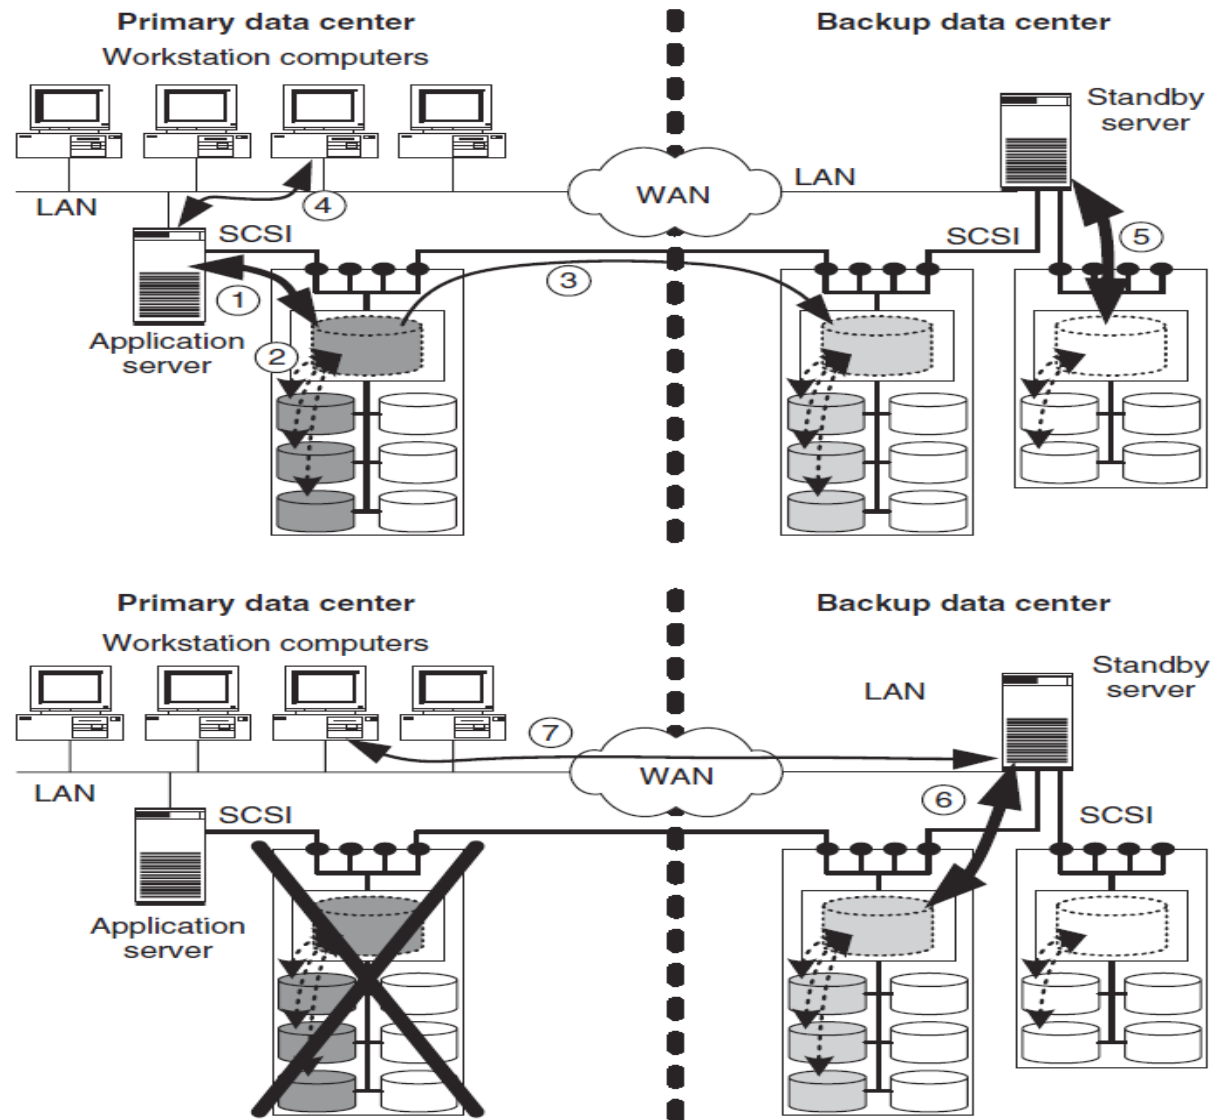 Primary data center
Backup data center
Workstation computers
Standby
server
LAN
WAN
LAN
4
SCSI
SCSI
5
3
1
Application
server
2
Primary data center
Backup data center
Workstation computers
Standby
server
LAN
7
WAN
LAN
6
SCSI
SCSI
Application
server